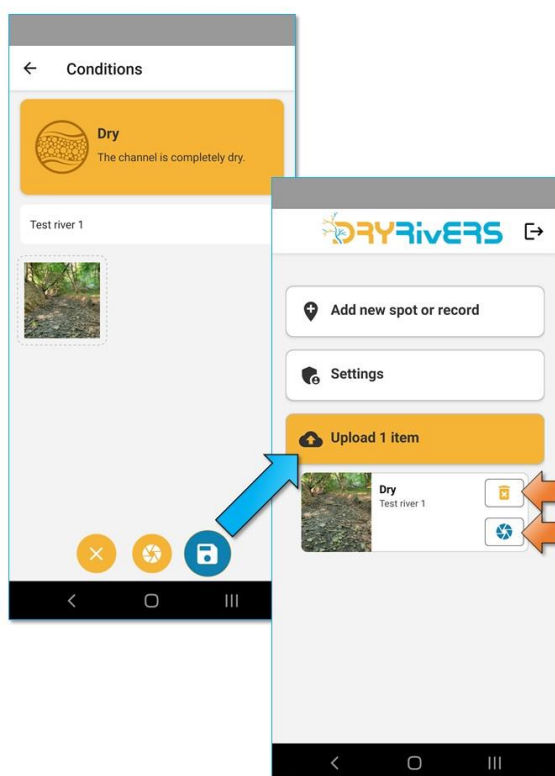 Conditions
Dry
The channel is completely dry.
Test river 1
DRYRivERS
Add new spot or record
Settings
Upload 1 item
Dry
Test river 1